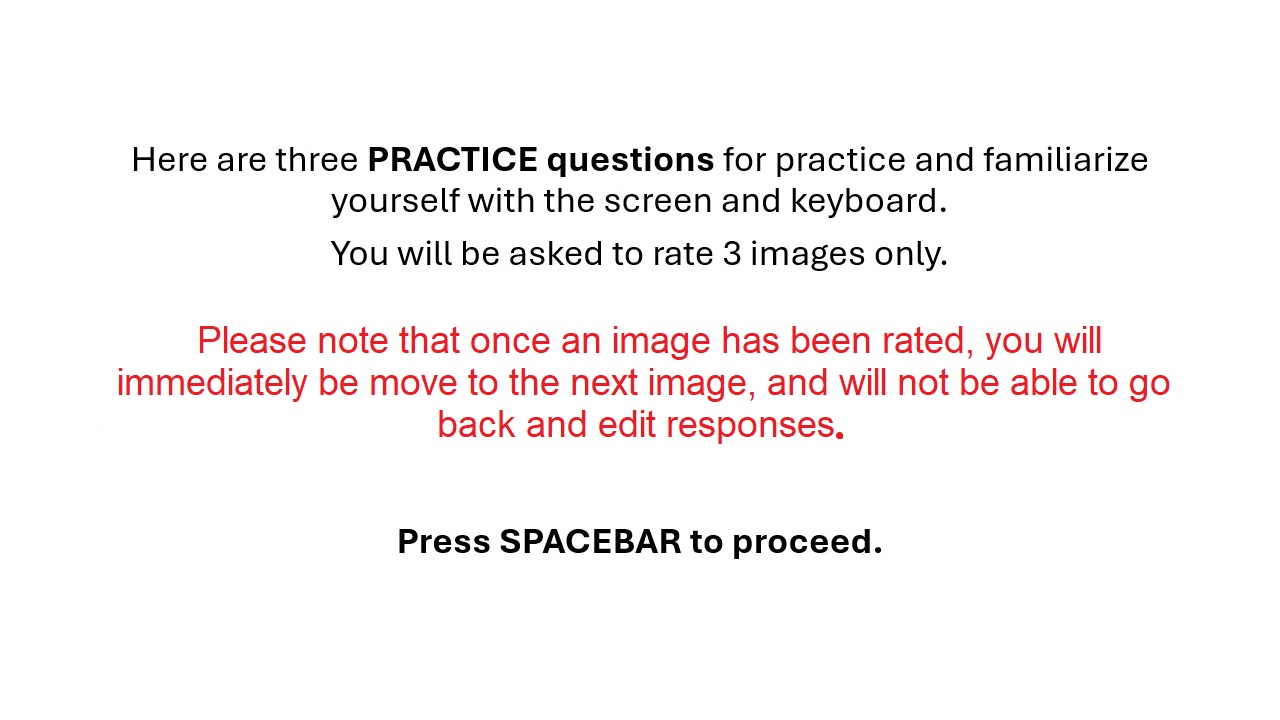 Here are three PRACTICE questions for practice and familiarize
yourself with the screen and keyboard.
You will be asked to rate 3 images only.
Please note that once an image has been rated, you will
immediately be move to the next image, and will not be able to go
back and edit responses.
Press SPACEBAR to proceed.